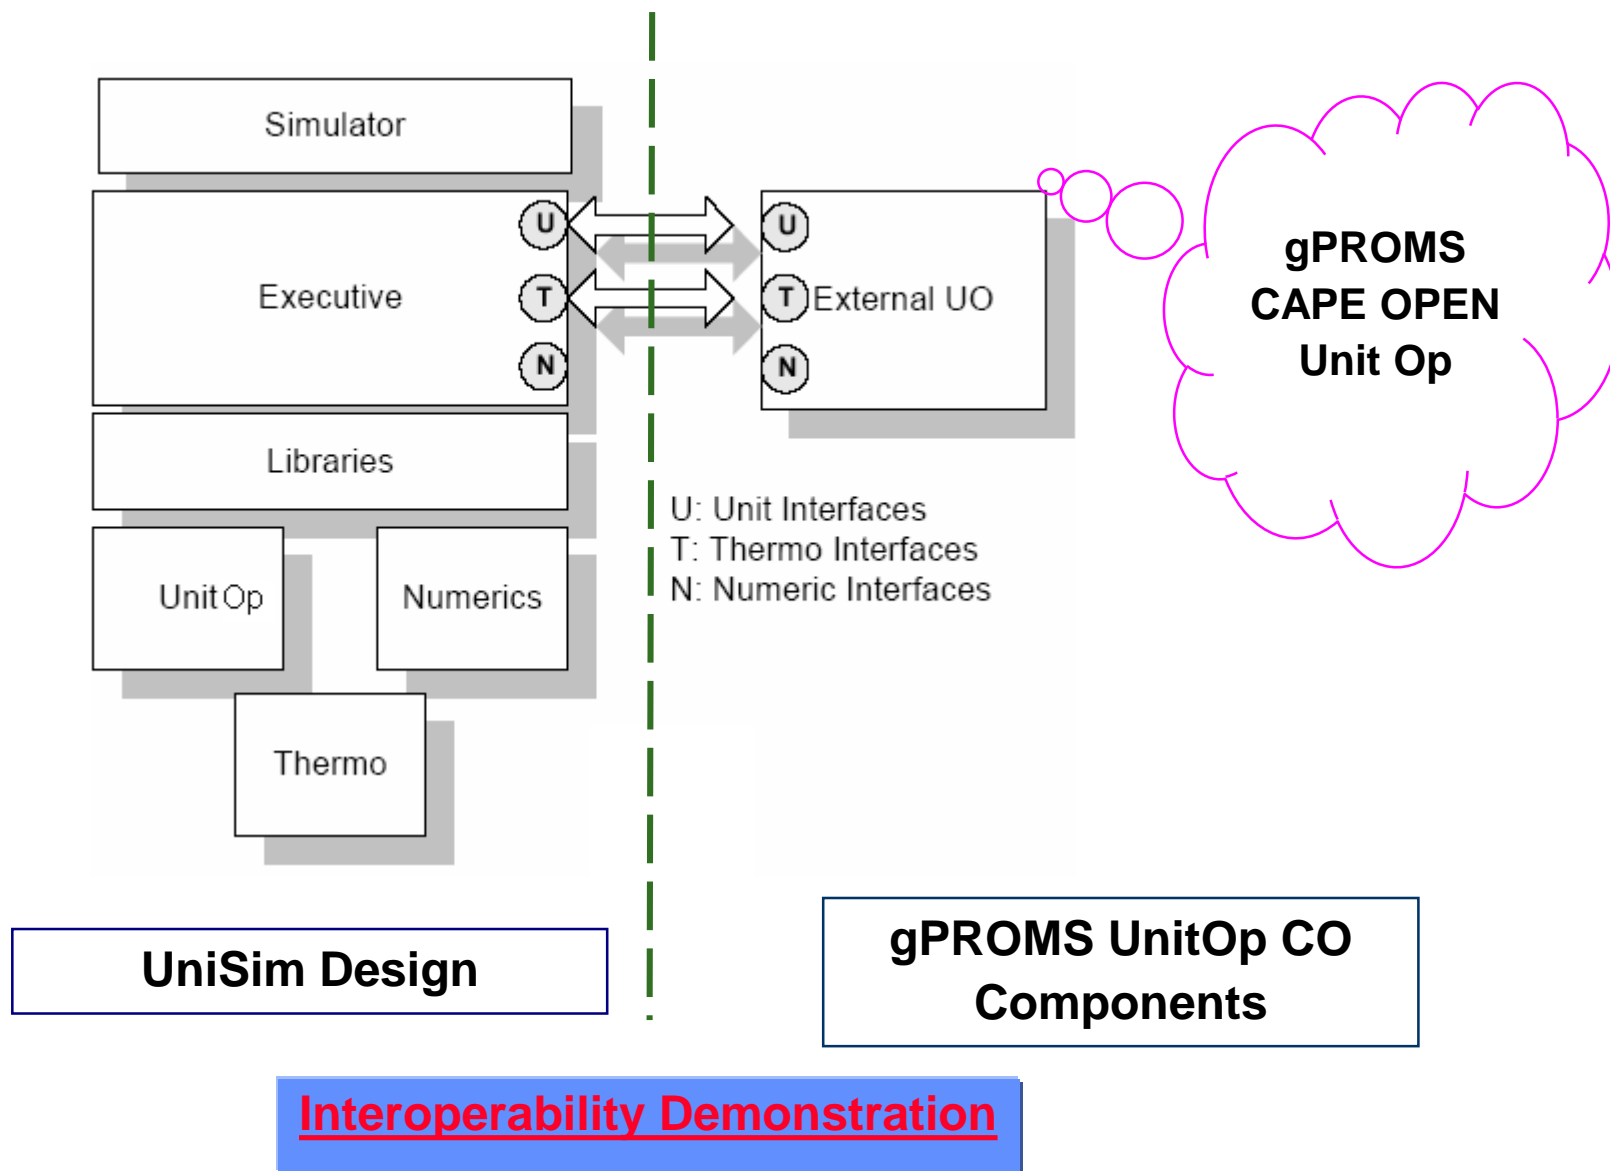 Simulator
Executive
U
T
N
Libraries
Unit Op
Numerics
Thermo
U
T
N
External UO
gPROMS
CAPE OPEN
Unit Op
U: Unit Interfaces
T: Thermo Interfaces
N: Numeric Interfaces
UniSim Design
gPROMS UnitOp CO
Components
Interoperability Demonstration